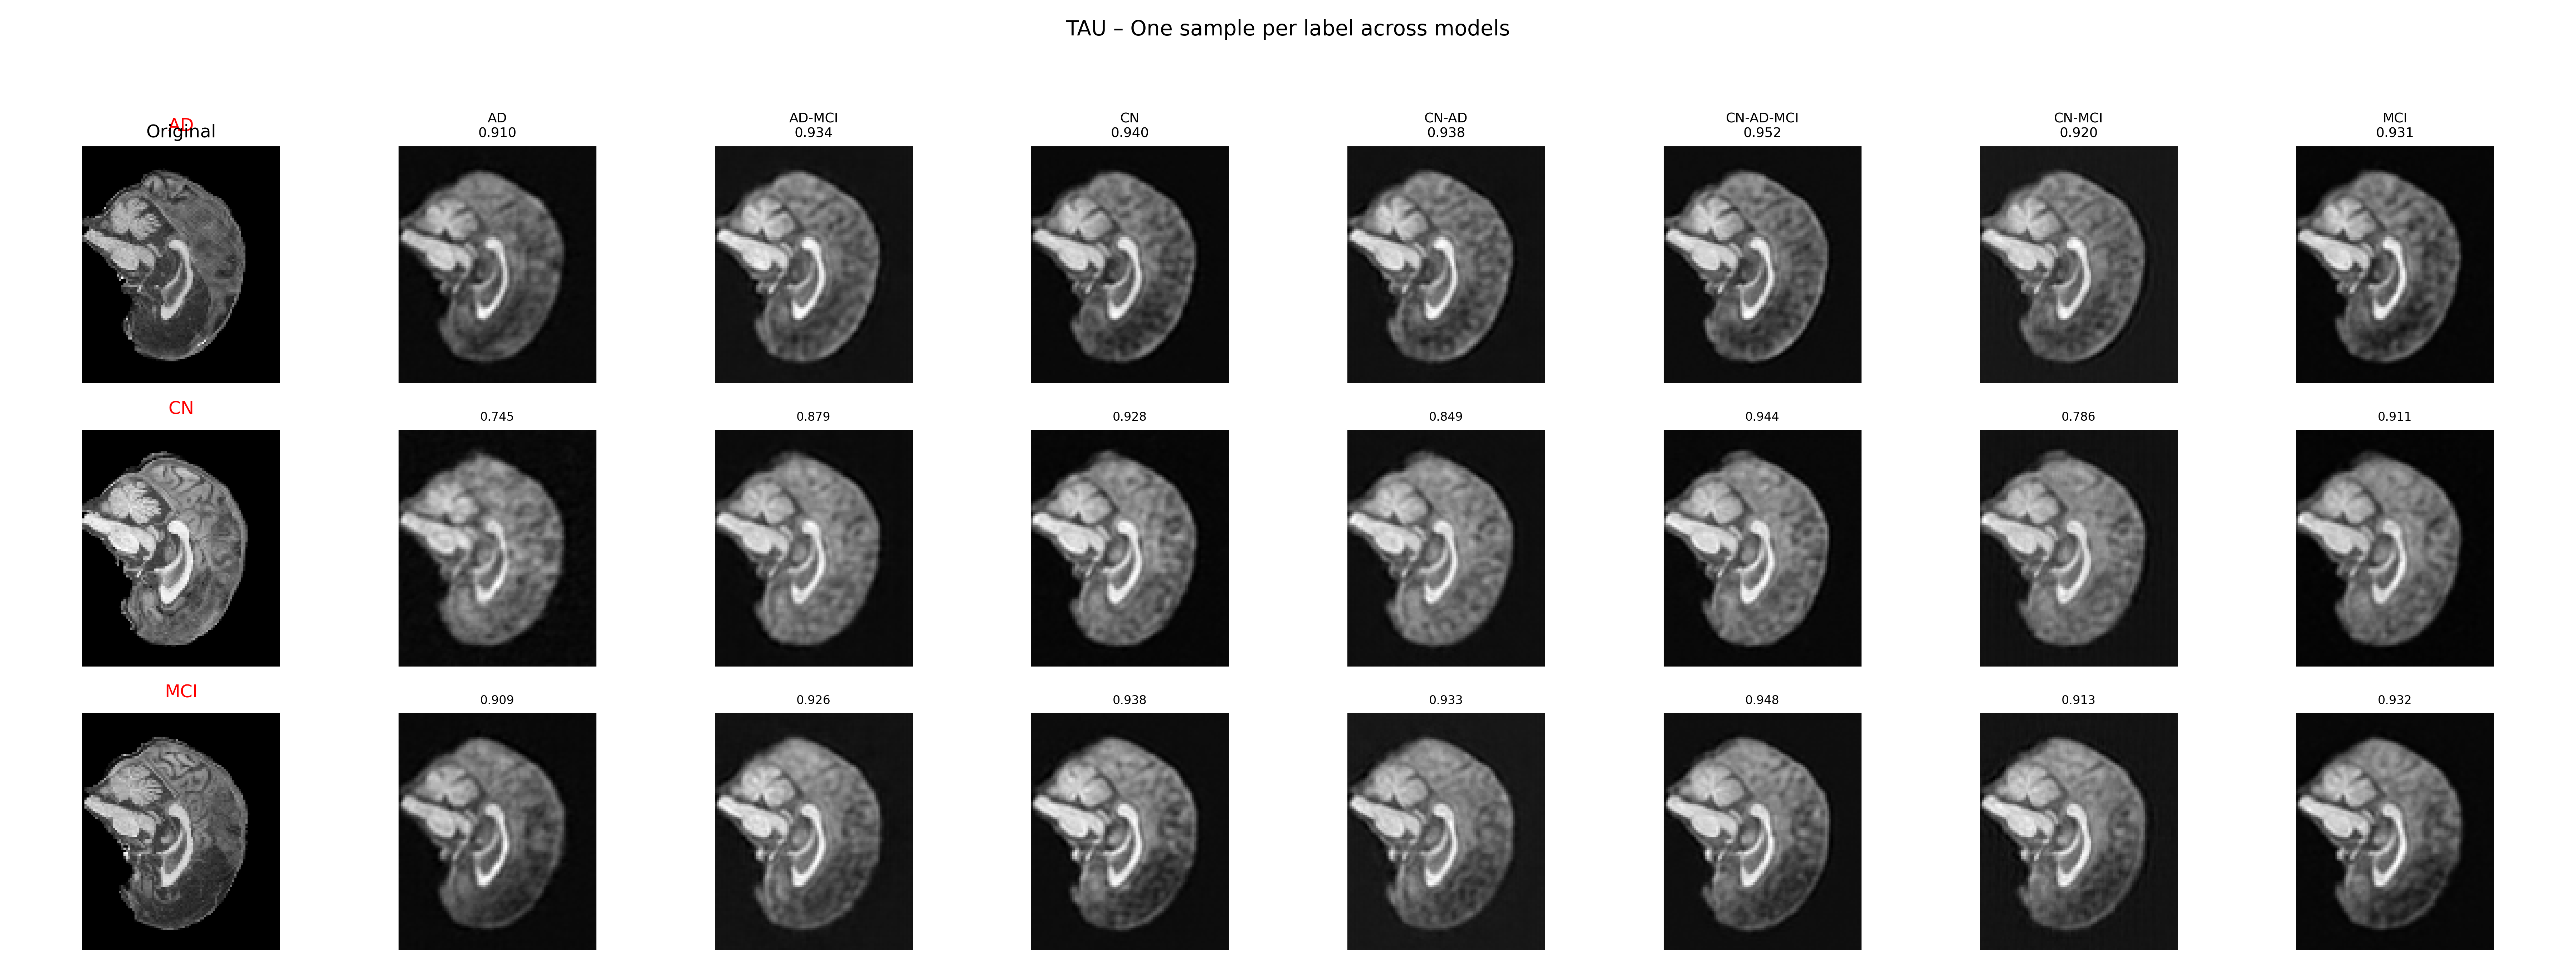 TAU – One sample per label across models
AD
Original
AD
0.910
AD-MCI
0.934
CN
0.940
CN-AD
0.938
CN-AD-MCI
0.952
CN-MCI
0.920
MCI
0.931
CN
0.745
0.879
0.928
0.849
0.944
0.786
0.911
MCI
0.909
0.926
0.938
0.933
0.948
0.913
0.932